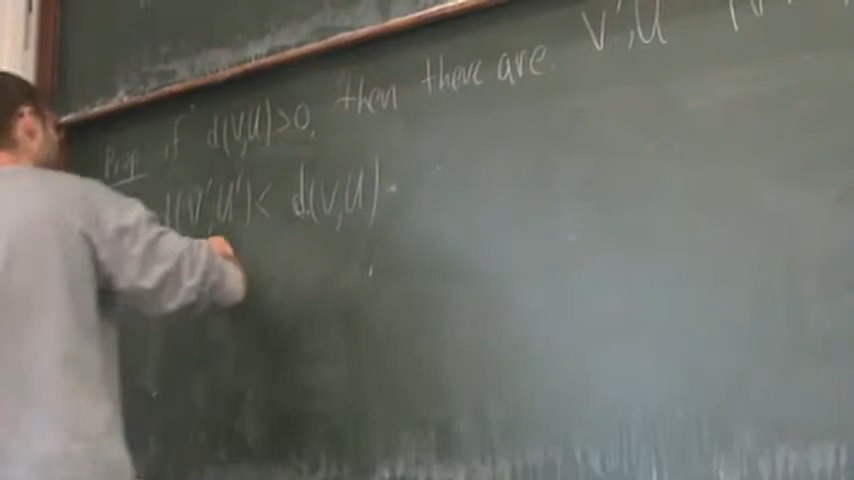 Prop if d(V,U)>0, then there are V',U'
d(V',U')< d(V,U).